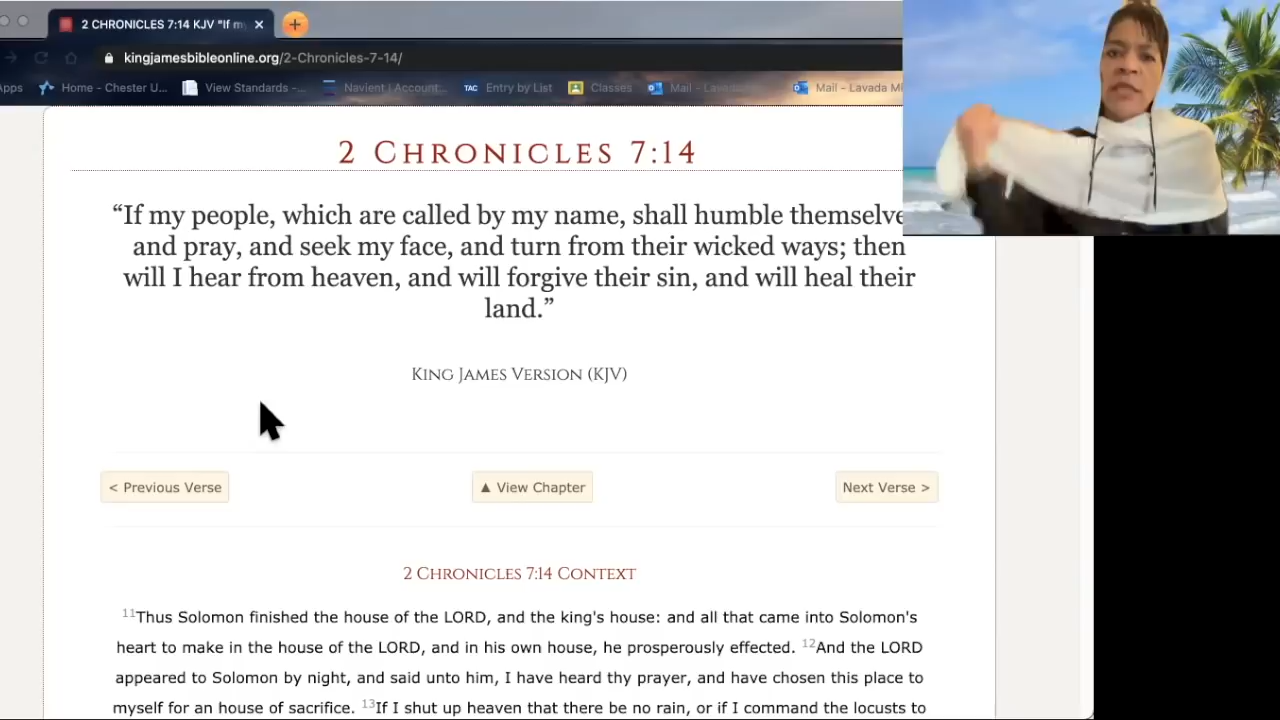 2 CHRONICLES 7:14 KJV "If m
kingjamesbibleonline.org/2-Chronicles-7-14/
Apps Home - Chester U... View Standards -... Navient | Account... TAC Entry by List Classes Mail - Lavada Mail - Lavada M
2 CHRONICLES 7:14
“If my people, which are called by my name, shall humble themselve
and pray, and seek my face, and turn from their wicked ways; then
will I hear from heaven, and will forgive their sin, and will heal their
land.”
KING JAMES VERSION (KJV)
< Previous Verse ▲ View Chapter Next Verse >
2 CHRONICLES 7:14 CONTEXT
11Thus Solomon finished the house of the LORD, and the king's house: and all that came into Solomon's
heart to make in the house of the LORD, and in his own house, he prosperously effected. 12And the LORD
appeared to Solomon by night, and said unto him, I have heard thy prayer, and have chosen this place to
myself for an house of sacrifice. 13If I shut up heaven that there be no rain, or if I command the locusts to